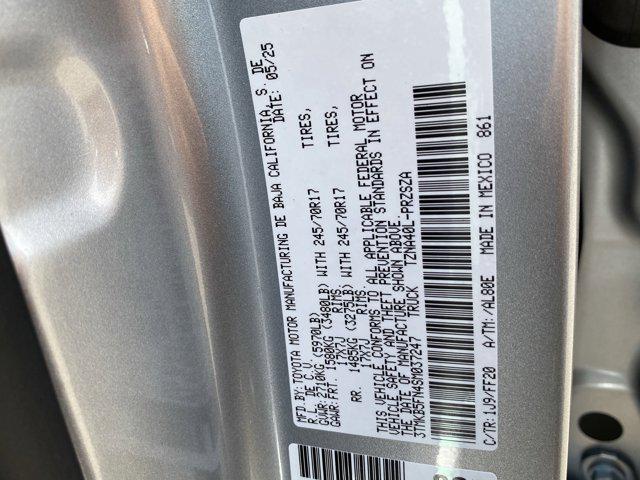 MFD.BY:TOYOTA MOTOR MANUFACTURING DE BAJA CALIFORNIA, S. DE
R.L. DE C.V. DATE: 05/25
GVWR: 2710KG (5970LB)
GAWR: FRT. 1580KG (3480LB) WITH 245/70R17 TIRES,
17X7J RIMS,
RR. 1485KG (3275LB) WITH 245/70R17 TIRES,
17X7J RIMS.
THIS VEHICLE CONFORMS TO ALL APPLICABLE FEDERAL MOTOR
VEHICLE SAFETY AND THEFT PREVENTION STANDARDS IN EFFECT ON
THE DATE OF MANUFACTURE SHOWN ABOVE.
3TMKB5FN4SM037247 TRUCK TZNA40L-PRZSZA
C/TR:1J9/FF20 A/TM:/AL80E MADE IN MEXICO 861